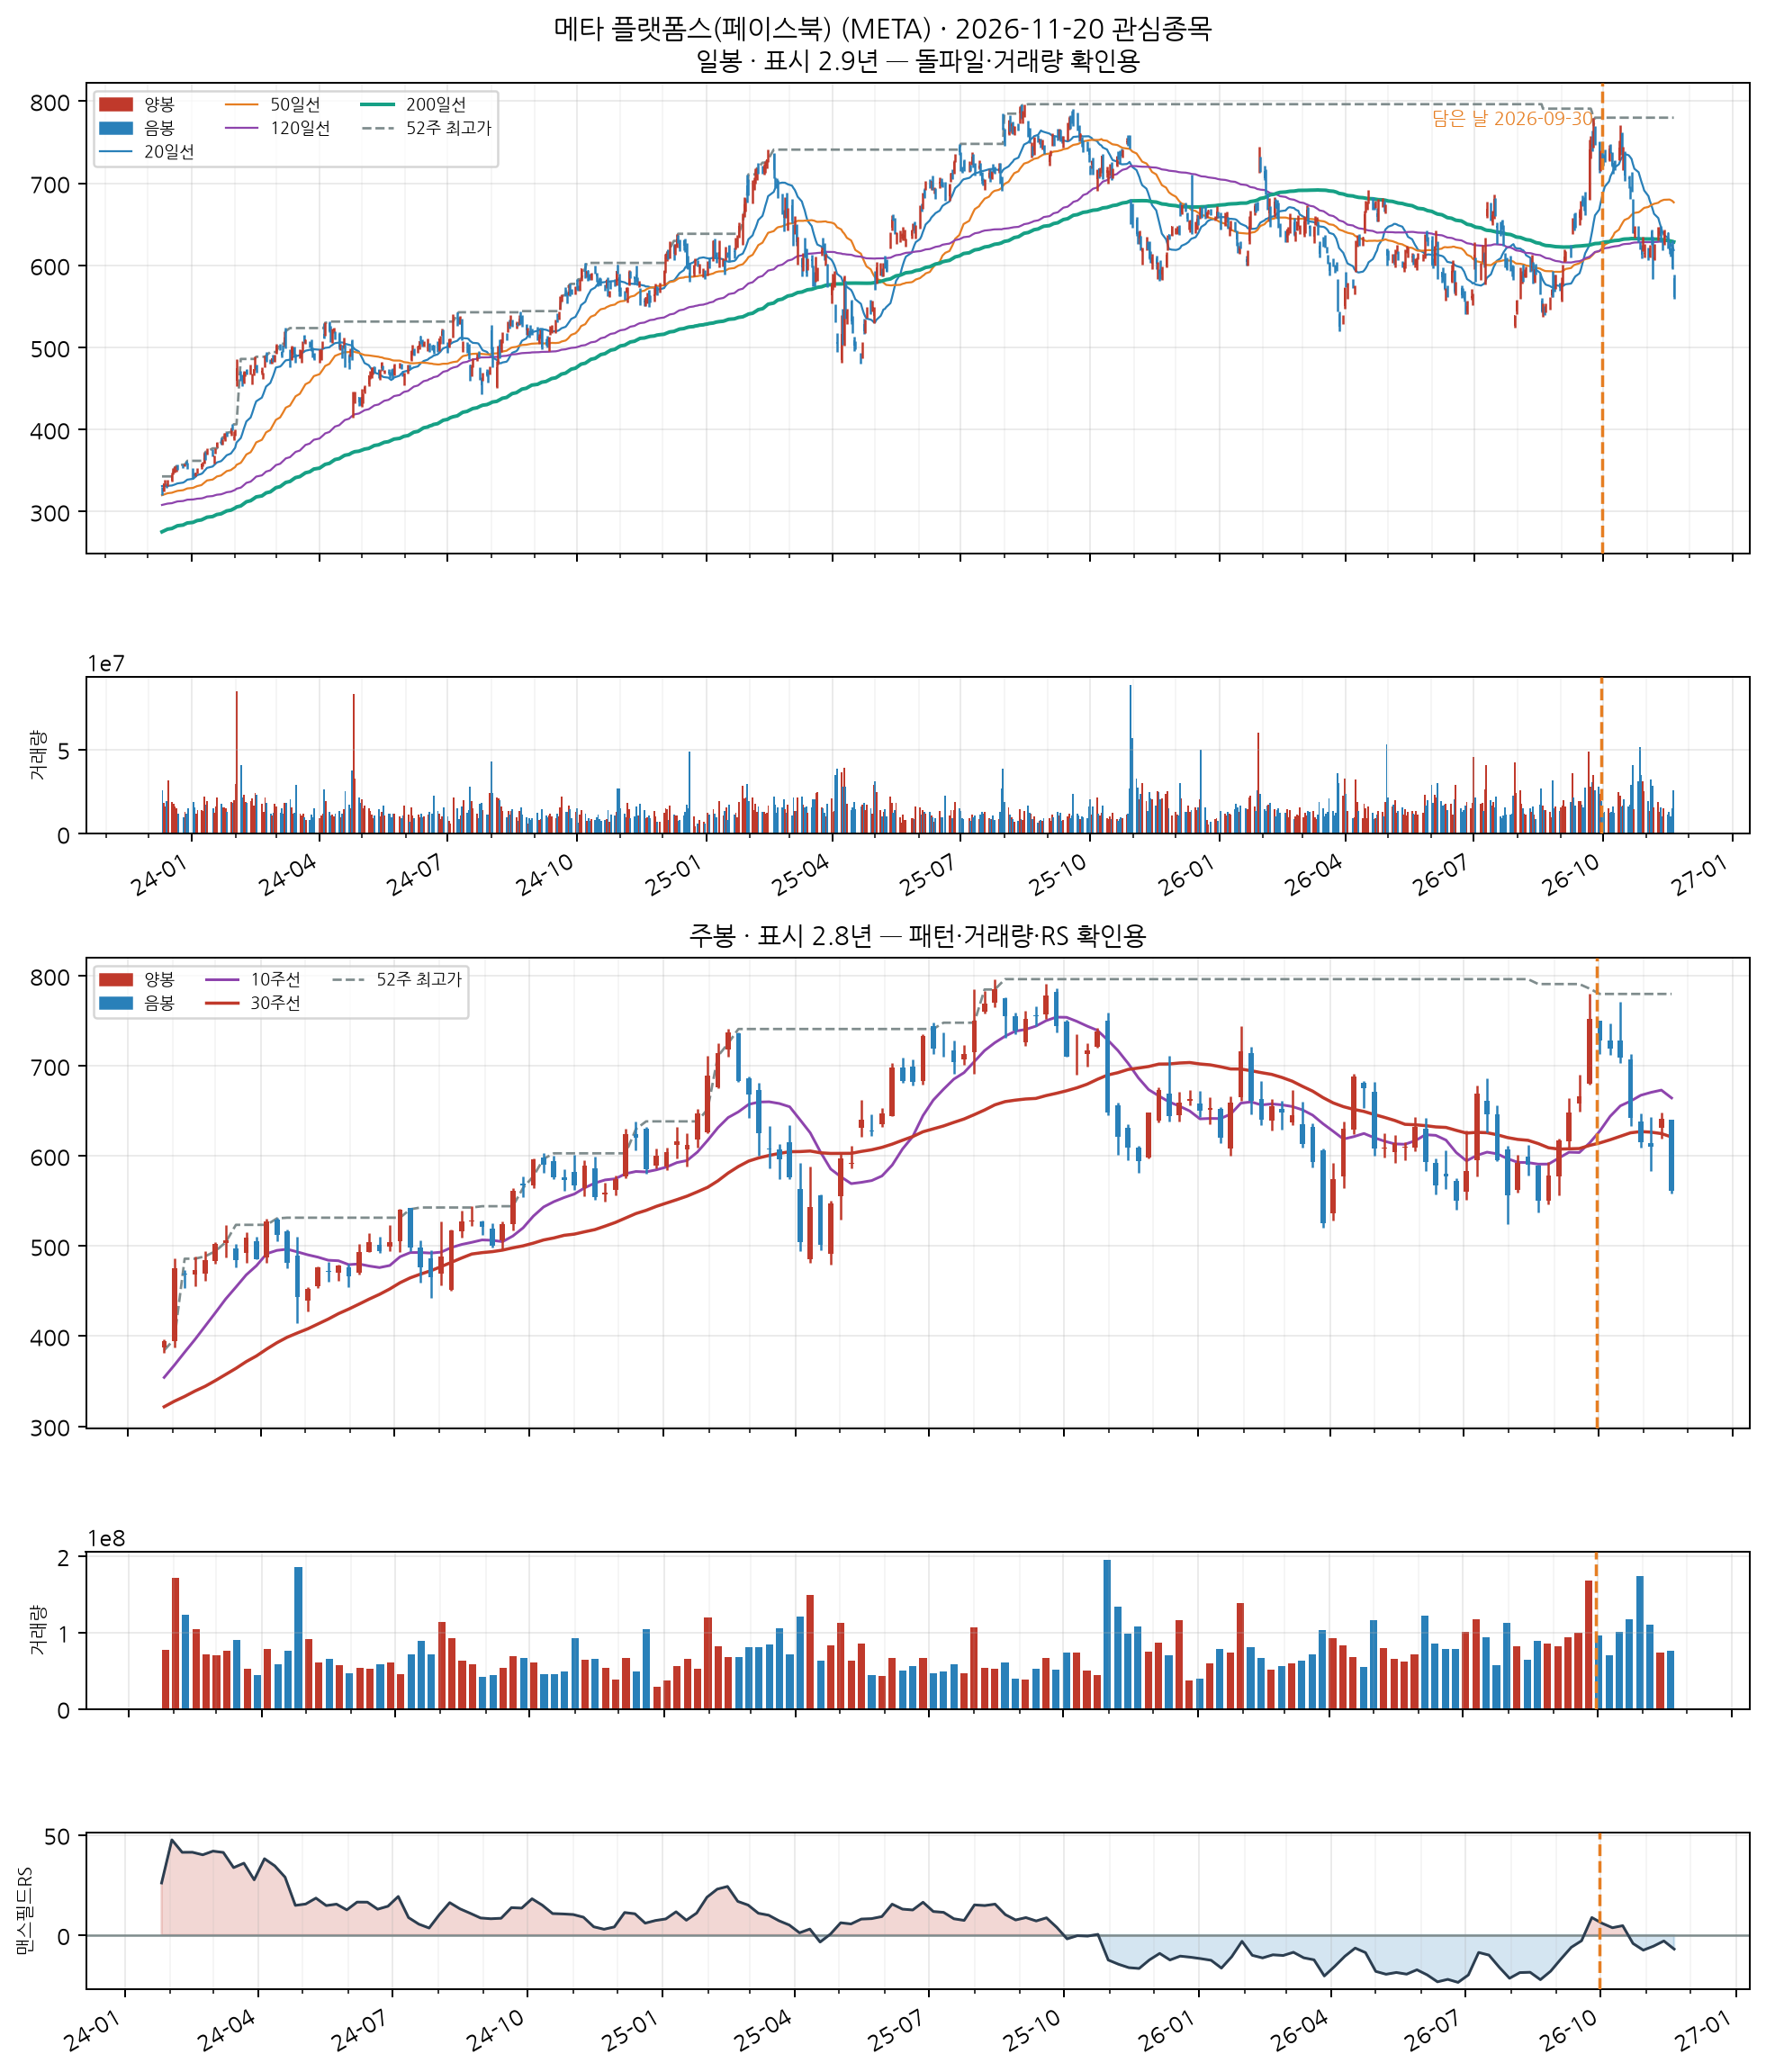 메타 플랫폼스(페이스북) (META) · 2026-11-20 관심종목
일봉 · 표시 2.9년 — 돌파일·거래량 확인용
양봉
음봉
20일선
50일선
120일선
200일선
52주 최고가
담은 날 2026-09-30
800
700
600
500
400
300
1e7
거래량
5
0
24-01
24-04
24-07
24-10
25-01
25-04
25-07
25-10
26-01
26-04
26-07
26-10
27-01
주봉 · 표시 2.8년 — 패턴·거래량·RS 확인용
양봉
음봉
10주선
30주선
52주 최고가
800
700
600
500
400
300
1e8
거래량
2
1
0
맨스필드RS
50
0
24-01
24-04
24-07
24-10
25-01
25-04
25-07
25-10
26-01
26-04
26-07
26-10
27-01